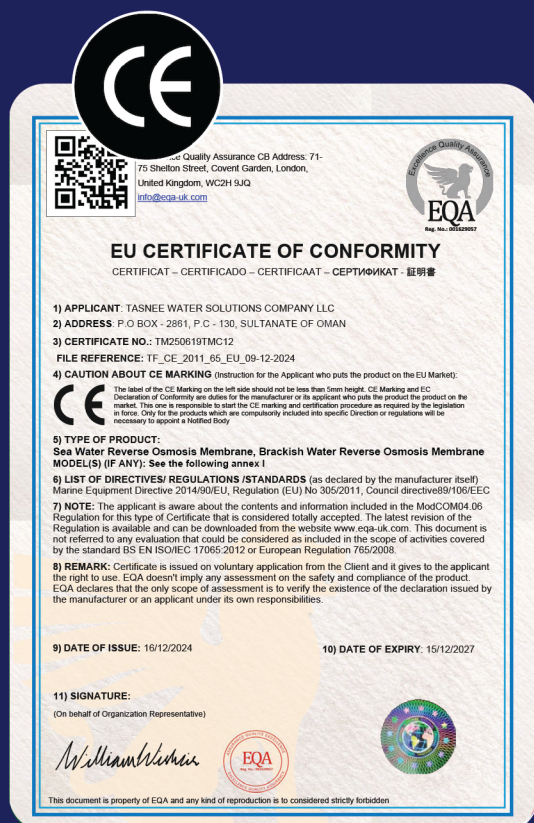 CE
Quality Assurance CB Address: 71-
75 Shelton Street, Covent Garden, London,
United Kingdom, WC2H 9JQ
info@eqa-uk.com
Excellence Quality Assurance
EQA
Reg. No.: 001629057
EU CERTIFICATE OF CONFORMITY
CERTIFICAT – CERTIFICADO – CERTIFICAAT – СЕРТИФИКАТ - 証明書
1) APPLICANT: TASNEE WATER SOLUTIONS COMPANY LLC
2) ADDRESS: P.O BOX - 2861, P.C - 130, SULTANATE OF OMAN
3) CERTIFICATE NO.: TM250619TMC12
FILE REFERENCE: TF_CE_2011_65_EU_09-12-2024
4) CAUTION ABOUT CE MARKING (Instruction for the Applicant who puts the product on the EU Market):
CE
The label of the CE Marking on the left side should not be less than 5mm height. CE Marking and EC
Declaration of Conformity are duties for the manufacturer or its applicant who puts the product the product on the
market. This one is responsible to start the CE marking and certification procedure as required by the legislation
in force. Only for the products which are compulsorily included into specific Direction or regulations will be
necessary to appoint a Notified Body
5) TYPE OF PRODUCT:
Sea Water Reverse Osmosis Membrane, Brackish Water Reverse Osmosis Membrane
MODEL(S) (IF ANY): See the following annex I
6) LIST OF DIRECTIVES/ REGULATIONS /STANDARDS (as declared by the manufacturer itself)
Marine Equipment Directive 2014/90/EU, Regulation (EU) No 305/2011, Council directive89/106/EEC
7) NOTE: The applicant is aware about the contents and information included in the ModCOM04.06
Regulation for this type of Certificate that is considered totally accepted. The latest revision of the
Regulation is available and can be downloaded from the website www.eqa-uk.com. This document is
not referred to any evaluation that could be considered as included in the scope of activities covered
by the standard BS EN ISO/IEC 17065:2012 or European Regulation 765/2008.
8) REMARK: Certificate is issued on voluntary application from the Client and it gives to the applicant
the right to use. EQA doesn't imply any assessment on the safety and compliance of the product.
EQA declares that the only scope of assessment is to verify the existence of the declaration issued by
the manufacturer or an applicant under its own responsibilities.
9) DATE OF ISSUE: 16/12/2024
10) DATE OF EXPIRY: 15/12/2027
11) SIGNATURE:
(On behalf of Organization Representative)
EQA
This document is property of EQA and any kind of reproduction is to considered strictly forbidden